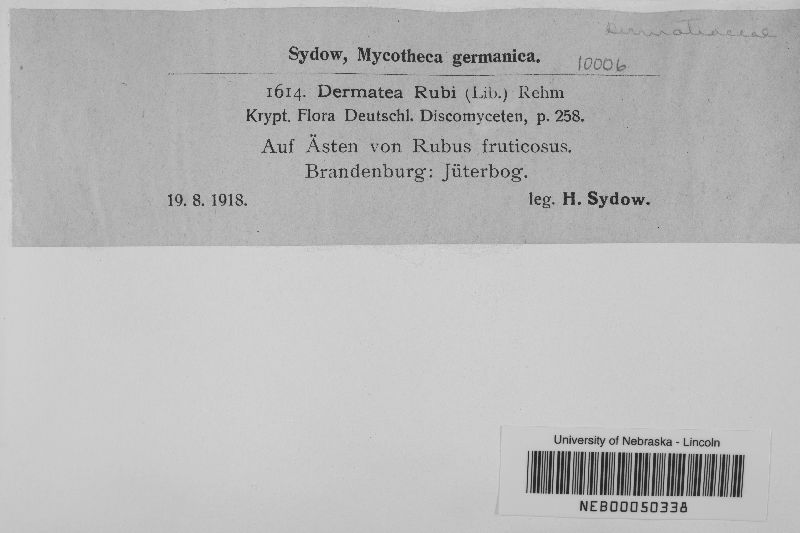 Dermateaceae
Sydow, Mycotheca germanica.
10006
1614. Dermatea Rubi (Lib.) Rehm
Krypt. Flora Deutschl. Discomyceten, p. 258.
Auf Ästen von Rubus fruticosus.
Brandenburg: Jüterbog.
19. 8. 1918. leg. H. Sydow.
University of Nebraska - Lincoln
NEB00050338